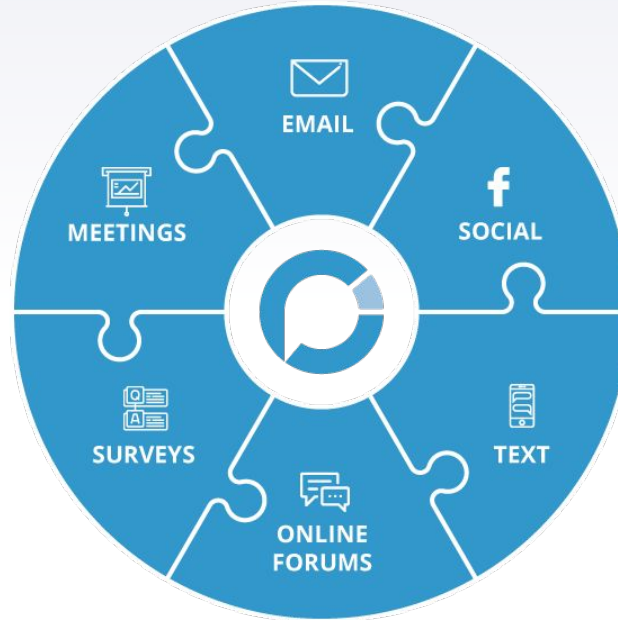 EMAIL
MEETINGS
SOCIAL
Q
A
SURVEYS
TEXT
ONLINE
FORUMS